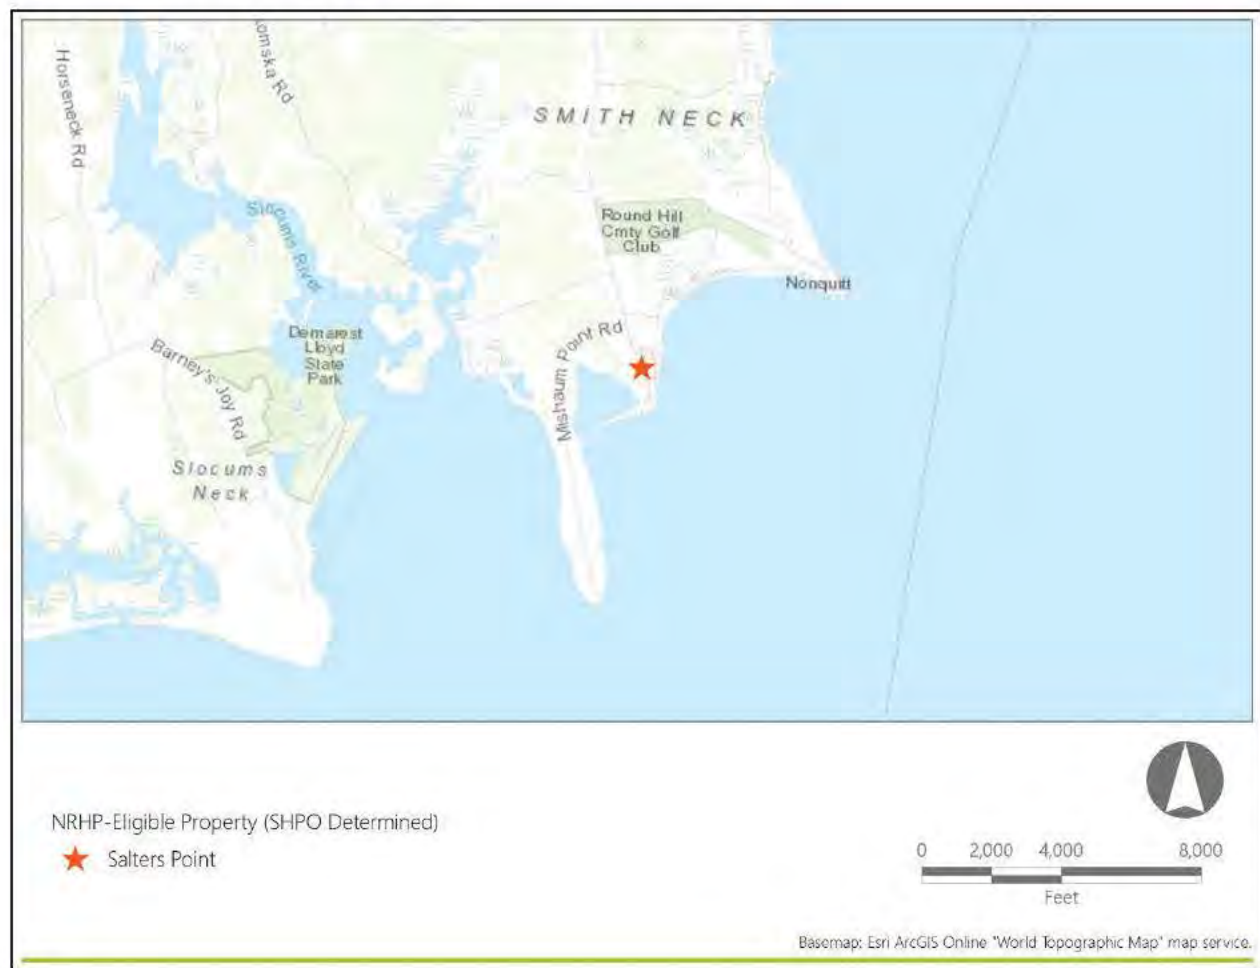 omska Rd
Horseneck Rd
SMITH NECK
Slocums River
Round Hill
Cmty Golf
Club
Nonquitt
Demarest
Lloyd
State
Park
Mishaum Point Rd
Barney's Joy Rd
Slocums
Neck
NRHP-Eligible Property (SHPO Determined)
Salters Point
0 2,000 4,000 8,000
Feet
Basemap: Esri ArcGIS Online "World Topographic Map" map service.